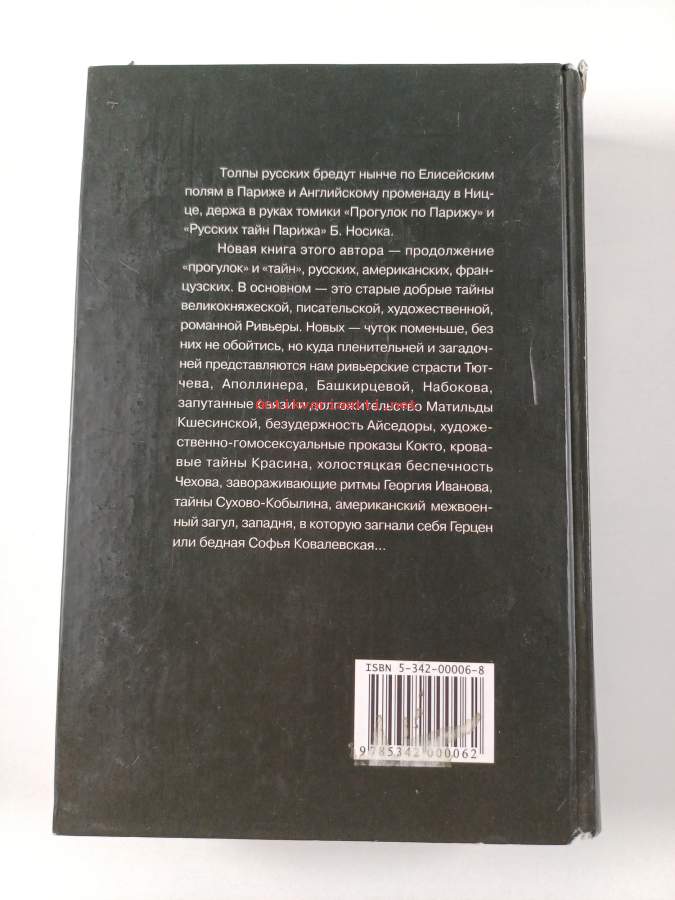 Толпы русских бредут нынче по Елисейским
полям в Париже и Английскому променаду в Ниц-
це, держа в руках томики «Прогулок по Парижу» и
«Русских тайн Парижа» Б. Носика.
Новая книга этого автора — продолжение
«прогулок» и «тайн», русских, американских, фран-
цузских. В основном — это старые добрые тайны
великокняжеской, писательской, художественной,
романной Ривьеры. Новых — чуток поменьше, без
них не обойтись, но куда пленительней и загадоч-
ней представляются нам ривьерские страсти Тют-
чева, Аполлинера, Башкирцевой, Набокова,
запутанные связи и долгожительство Матильды
Кшесинской, безудержность Айседоры, художе-
ственно-гомосексуальные проказы Кокто, крова-
вые тайны Красина, холостяцкая беспечность
Чехова, завораживающие ритмы Георгия Иванова,
тайны Сухово-Кобылина, американский межвоен-
ный загул, западня, в которую загнали себя Герцен
или бедная Софья Ковалевская...
ISBN 5-342-00006-8
9 785342 000062